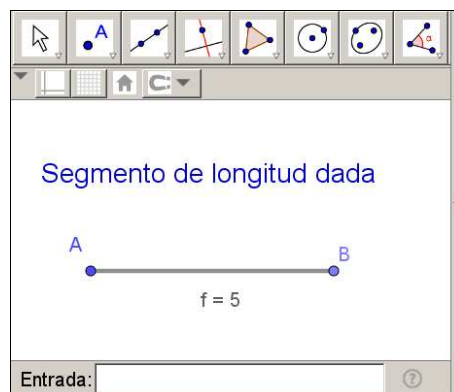 A
α
Segmento de longitud dada
A
B
f = 5
Entrada:
?